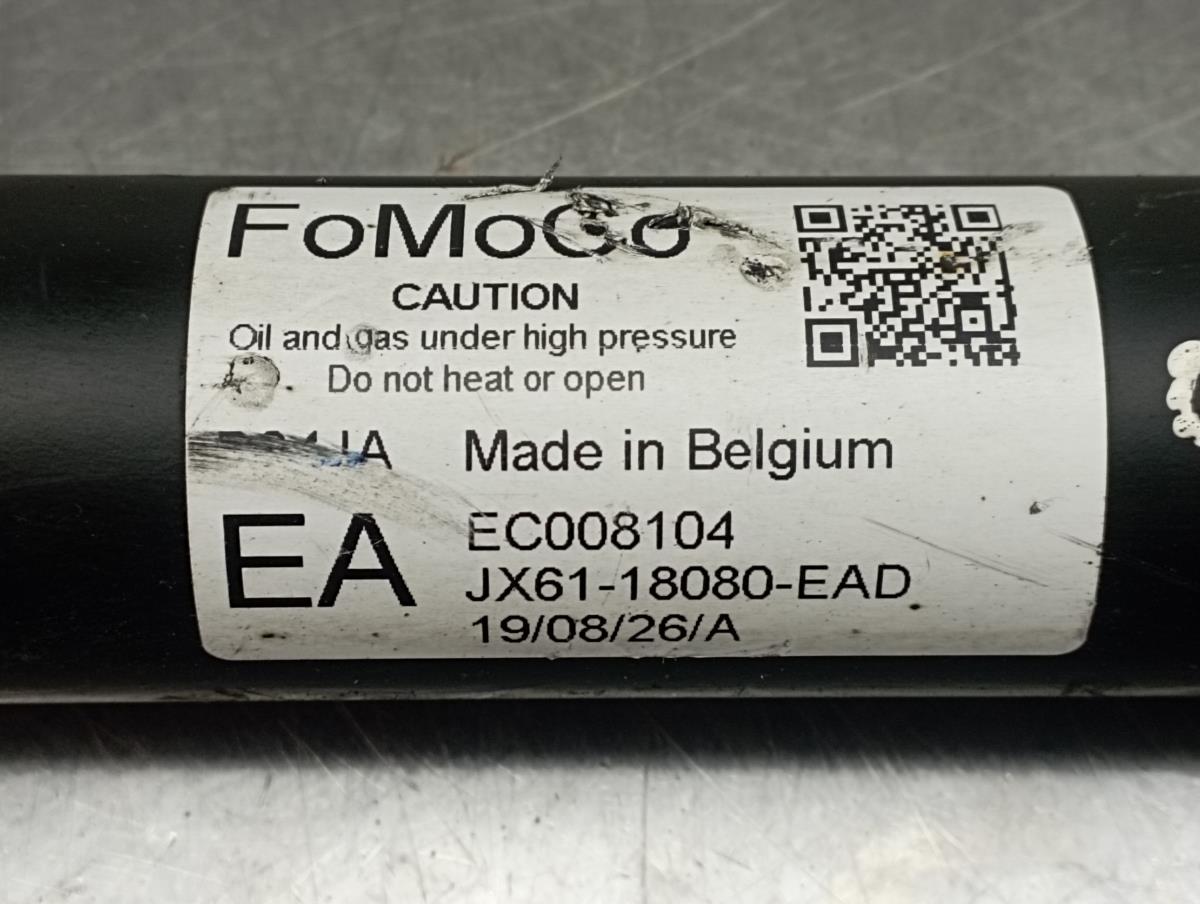 FoMoCo
CAUTION
Oil and gas under high pressure
Do not heat or open
Made in Belgium
EA
EC008104
JX61-18080-EAD
19/08/26/A